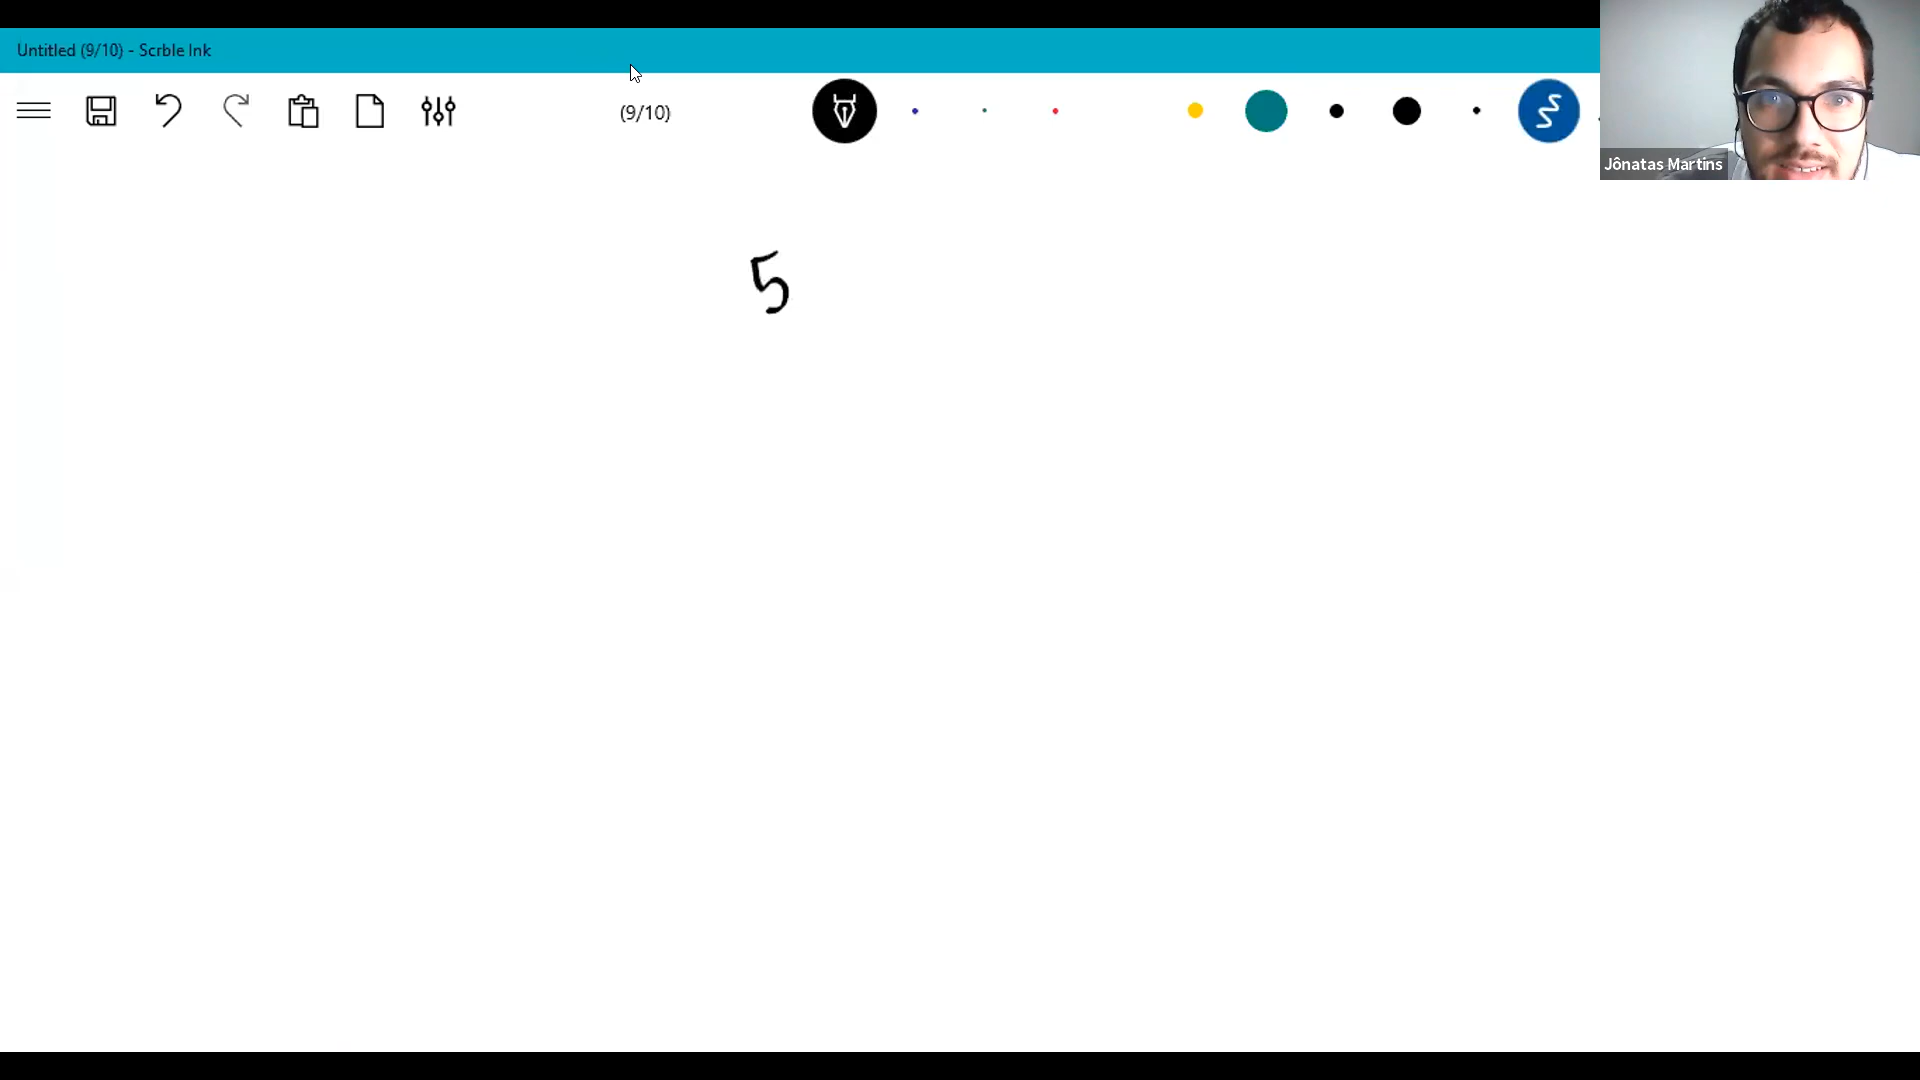 Untitled (9/10) - Scrble Ink
(9/10)
Jônatas Martins
5